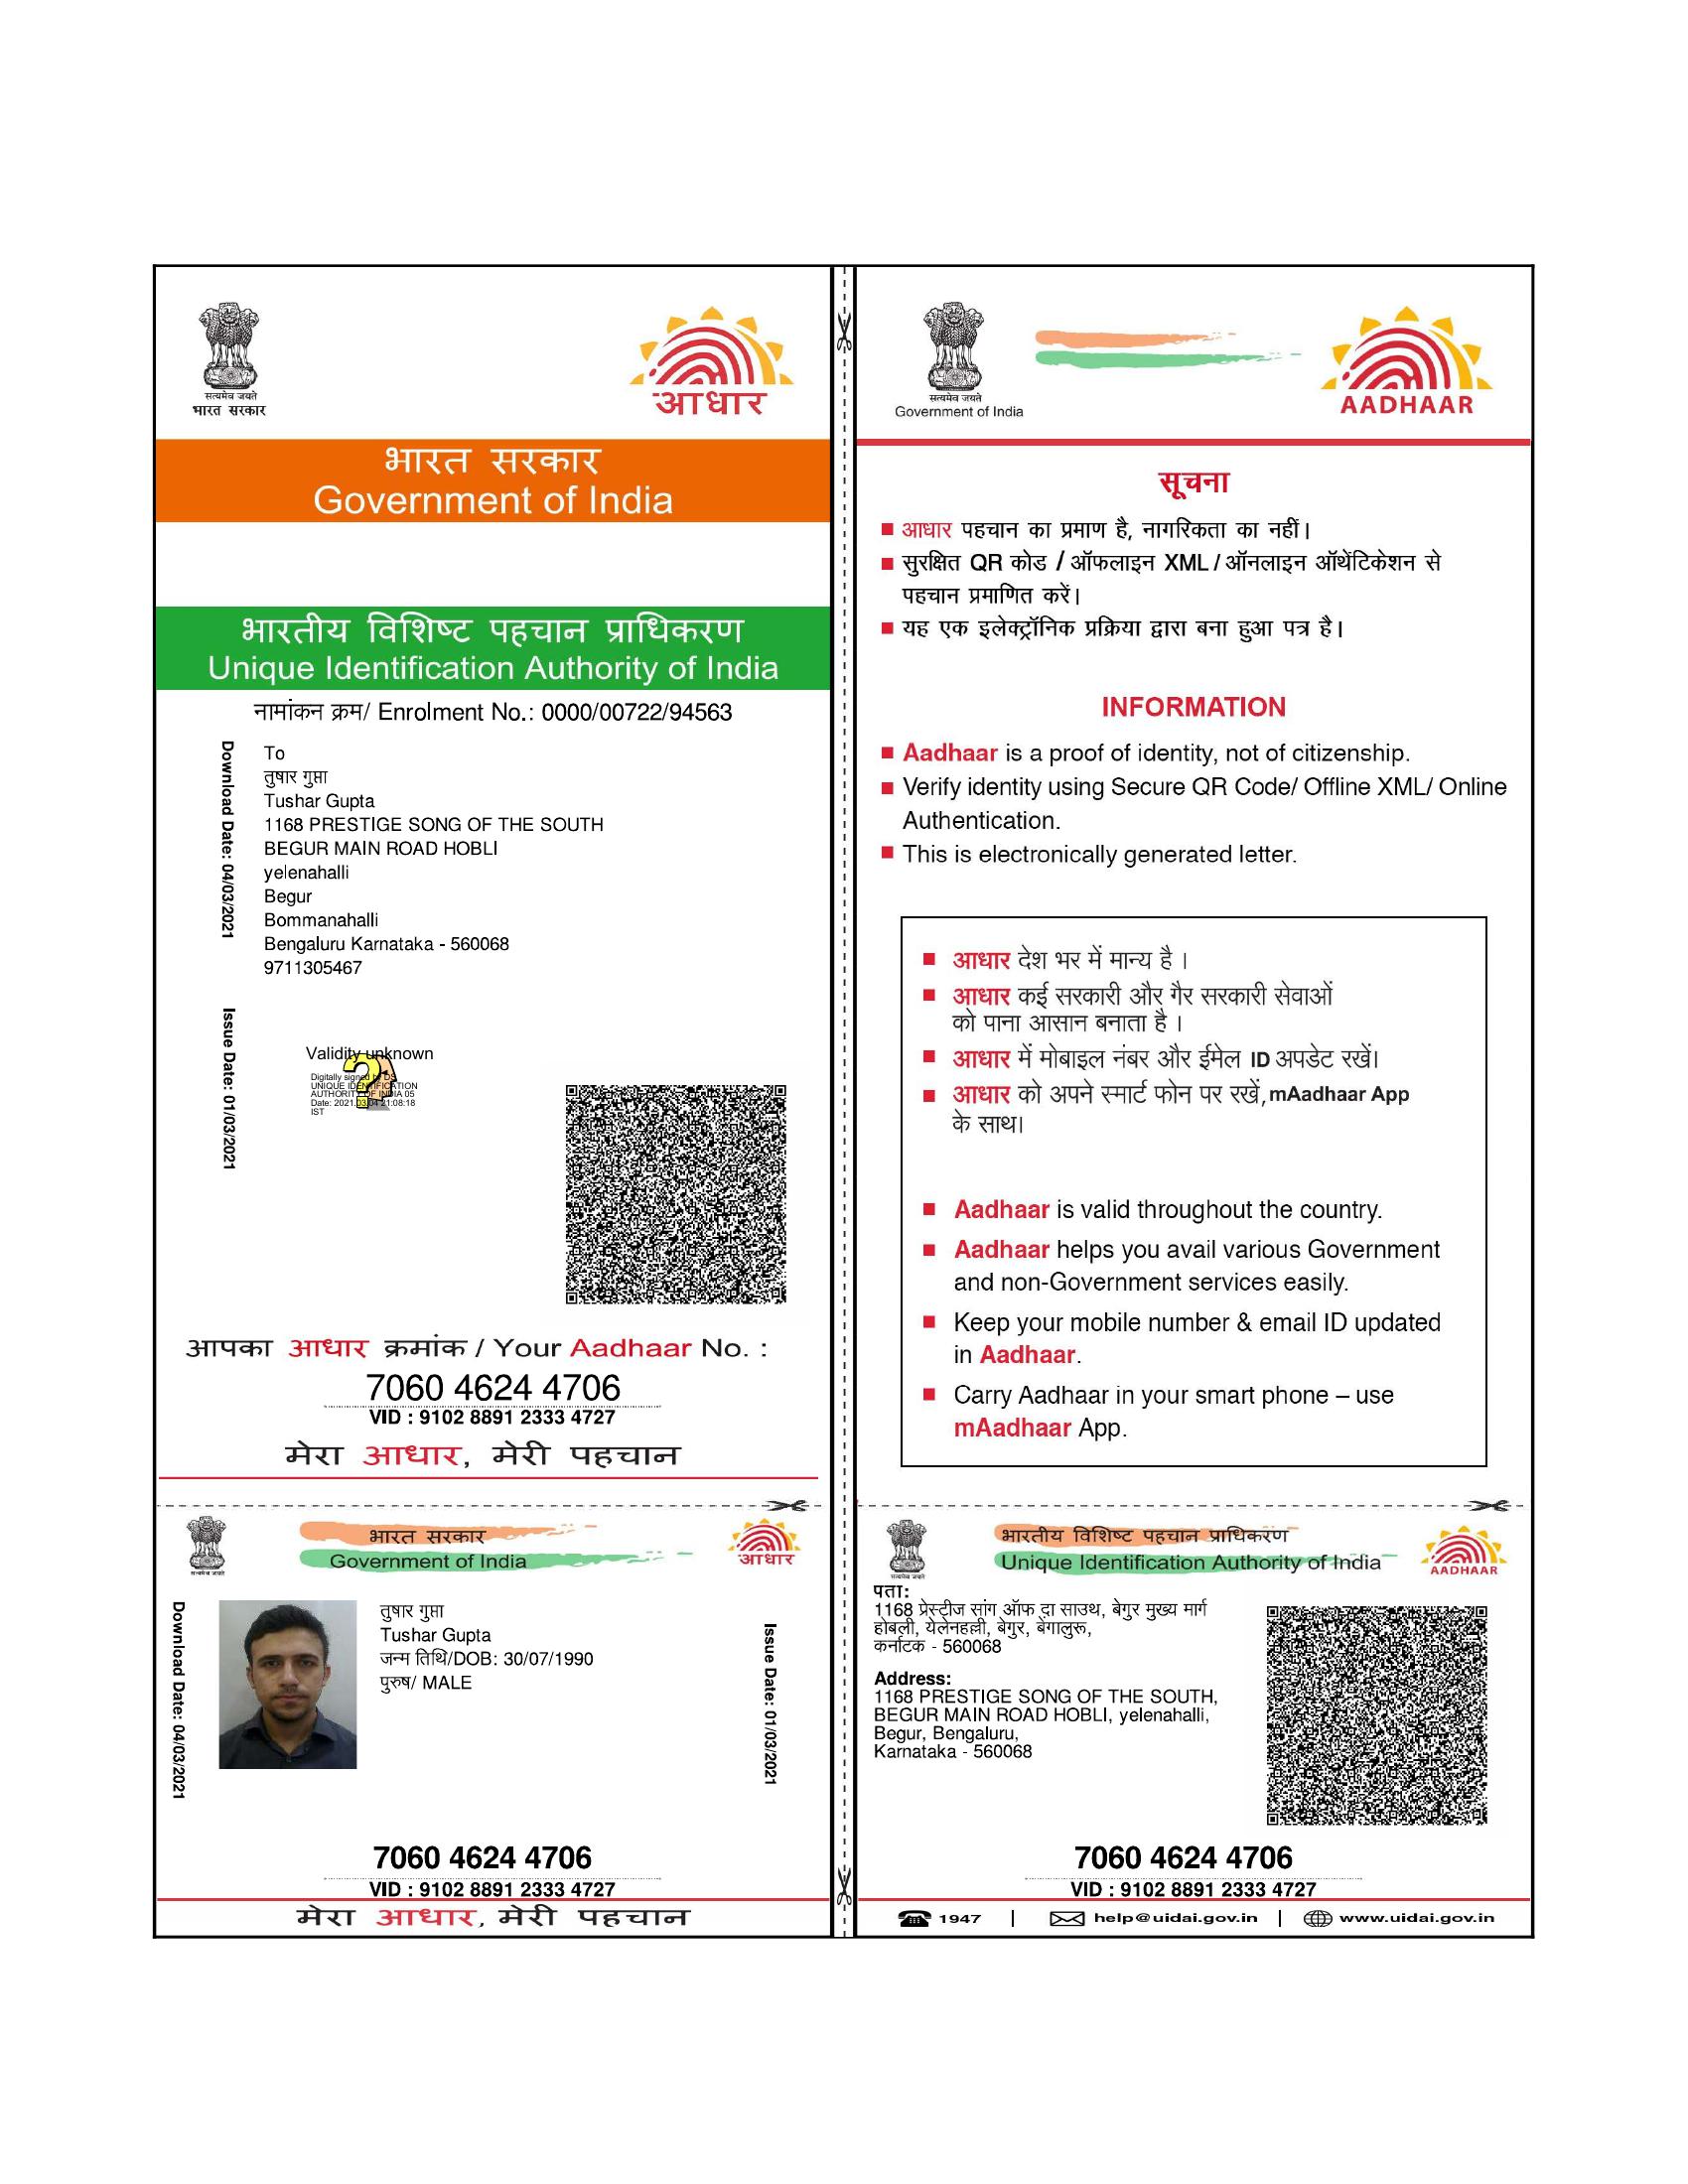 सत्यमेव जयते
भारत सरकार
आधार
भारत सरकार
Government of India
भारतीय विशिष्ट पहचान प्राधिकरण
Unique Identification Authority of India
नामांकन क्रम/ Enrolment No.: 0000/00722/94563
Download Date: 04/03/2021
To
तुषार गुप्ता
Tushar Gupta
1168 PRESTIGE SONG OF THE SOUTH
BEGUR MAIN ROAD HOBLI
yelenahalli
Begur
Bommanahalli
Bengaluru Karnataka - 560068
9711305467
Issue Date: 01/03/2021
Validity unknown
Digitally signed by DS
UNIQUE IDENTIFICATION
AUTHORITY OF INDIA 05
Date: 2021.03.04 21:08:18
IST
आपका आधार क्रमांक / Your Aadhaar No. :
7060 4624 4706
VID : 9102 8891 2333 4727
मेरा आधार, मेरी पहचान
सत्यमेव जयते
भारत सरकार
Government of India
आधार
Download Date: 04/03/2021
तुषार गुप्ता
Tushar Gupta
जन्म तिथि/DOB: 30/07/1990
पुरुष/ MALE
Issue Date: 01/03/2021
7060 4624 4706
VID : 9102 8891 2333 4727
मेरा आधार, मेरी पहचान
सत्यमेव जयते
Government of India
AADHAAR
सूचना
आधार पहचान का प्रमाण है, नागरिकता का नहीं।
सुरक्षित QR कोड / ऑफलाइन XML / ऑनलाइन ऑथेंटिकेशन से
पहचान प्रमाणित करें।
यह एक इलेक्ट्रॉनिक प्रक्रिया द्वारा बना हुआ पत्र है।
INFORMATION
Aadhaar is a proof of identity, not of citizenship.
Verify identity using Secure QR Code/ Offline XML/ Online
Authentication.
This is electronically generated letter.
आधार देश भर में मान्य है ।
आधार कई सरकारी और गैर सरकारी सेवाओं
को पाना आसान बनाता है ।
आधार में मोबाइल नंबर और ईमेल ID अपडेट रखें।
आधार को अपने स्मार्ट फोन पर रखें, mAadhaar App
के साथ।
Aadhaar is valid throughout the country.
Aadhaar helps you avail various Government
and non-Government services easily.
Keep your mobile number & email ID updated
in Aadhaar.
Carry Aadhaar in your smart phone – use
mAadhaar App.
सत्यमेव जयते
भारतीय विशिष्ट पहचान प्राधिकरण
Unique Identification Authority of India
AADHAAR
पता:
1168 प्रेस्टीज सांग ऑफ दा साउथ, बेगुर मुख्य मार्ग
होबली, येलेनहल्ली, बेगुर, बेंगालुरू,
कर्नाटक - 560068
Address:
1168 PRESTIGE SONG OF THE SOUTH,
BEGUR MAIN ROAD HOBLI, yelenahalli,
Begur, Bengaluru,
Karnataka - 560068
7060 4624 4706
VID : 9102 8891 2333 4727
1947 | help@uidai.gov.in | www.uidai.gov.in